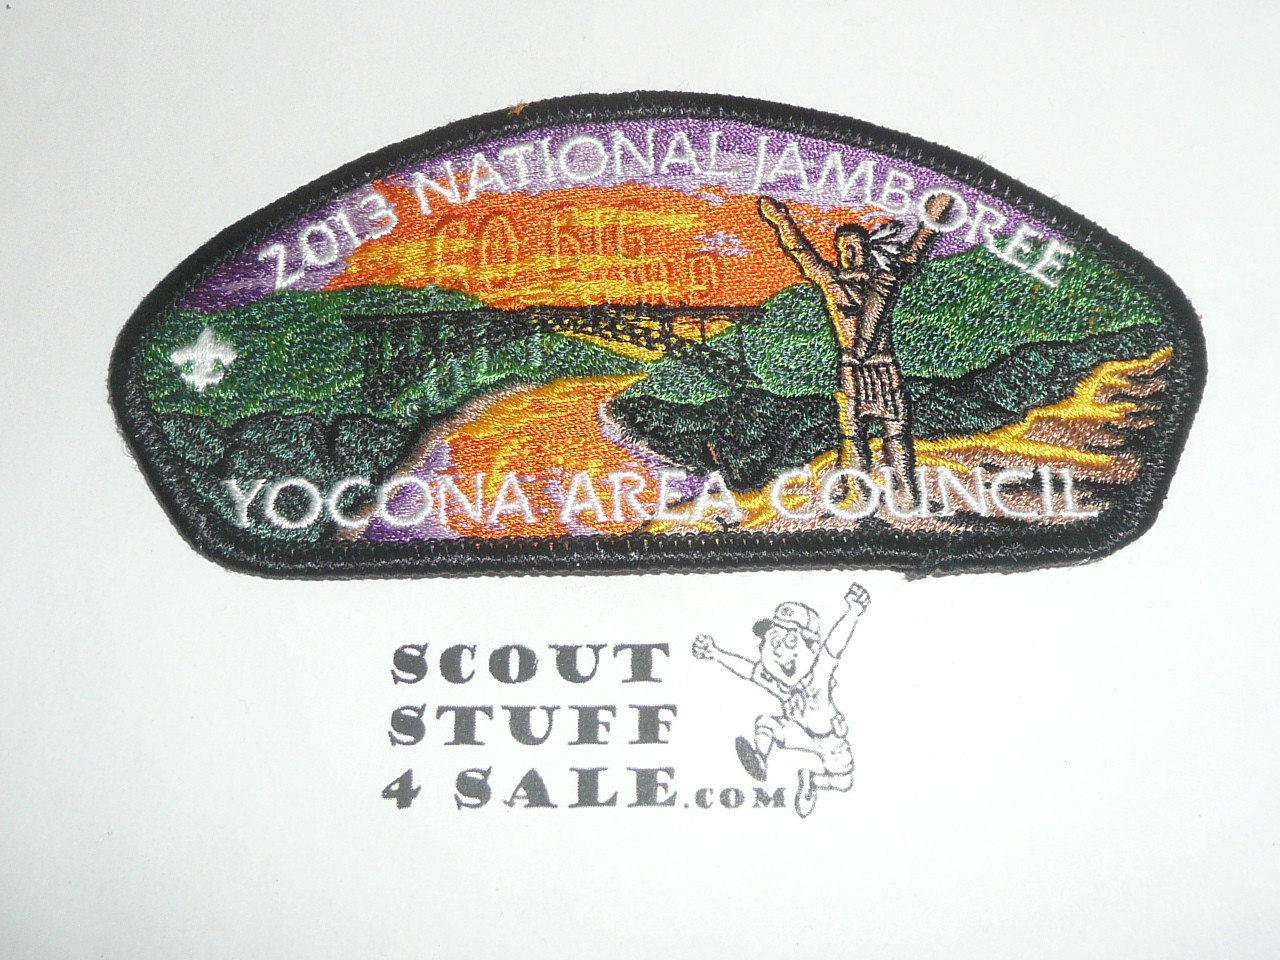 2013 NATIONAL JAMBOREE
GO BIG
YOCONA AREA COUNCIL
SCOUT
STUFF
4 SALE.COM